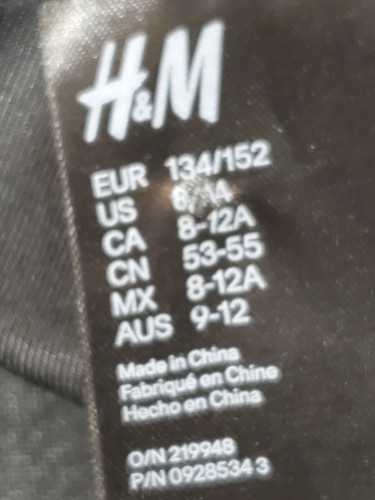 H&M
EUR 134/152
US
CA 8-12A
CN 53-55
MX 8-12A
AUS 9-12
Made in China
Fabriqué en Chine
Hecho en China
O/N 219948
P/N 0928534 3